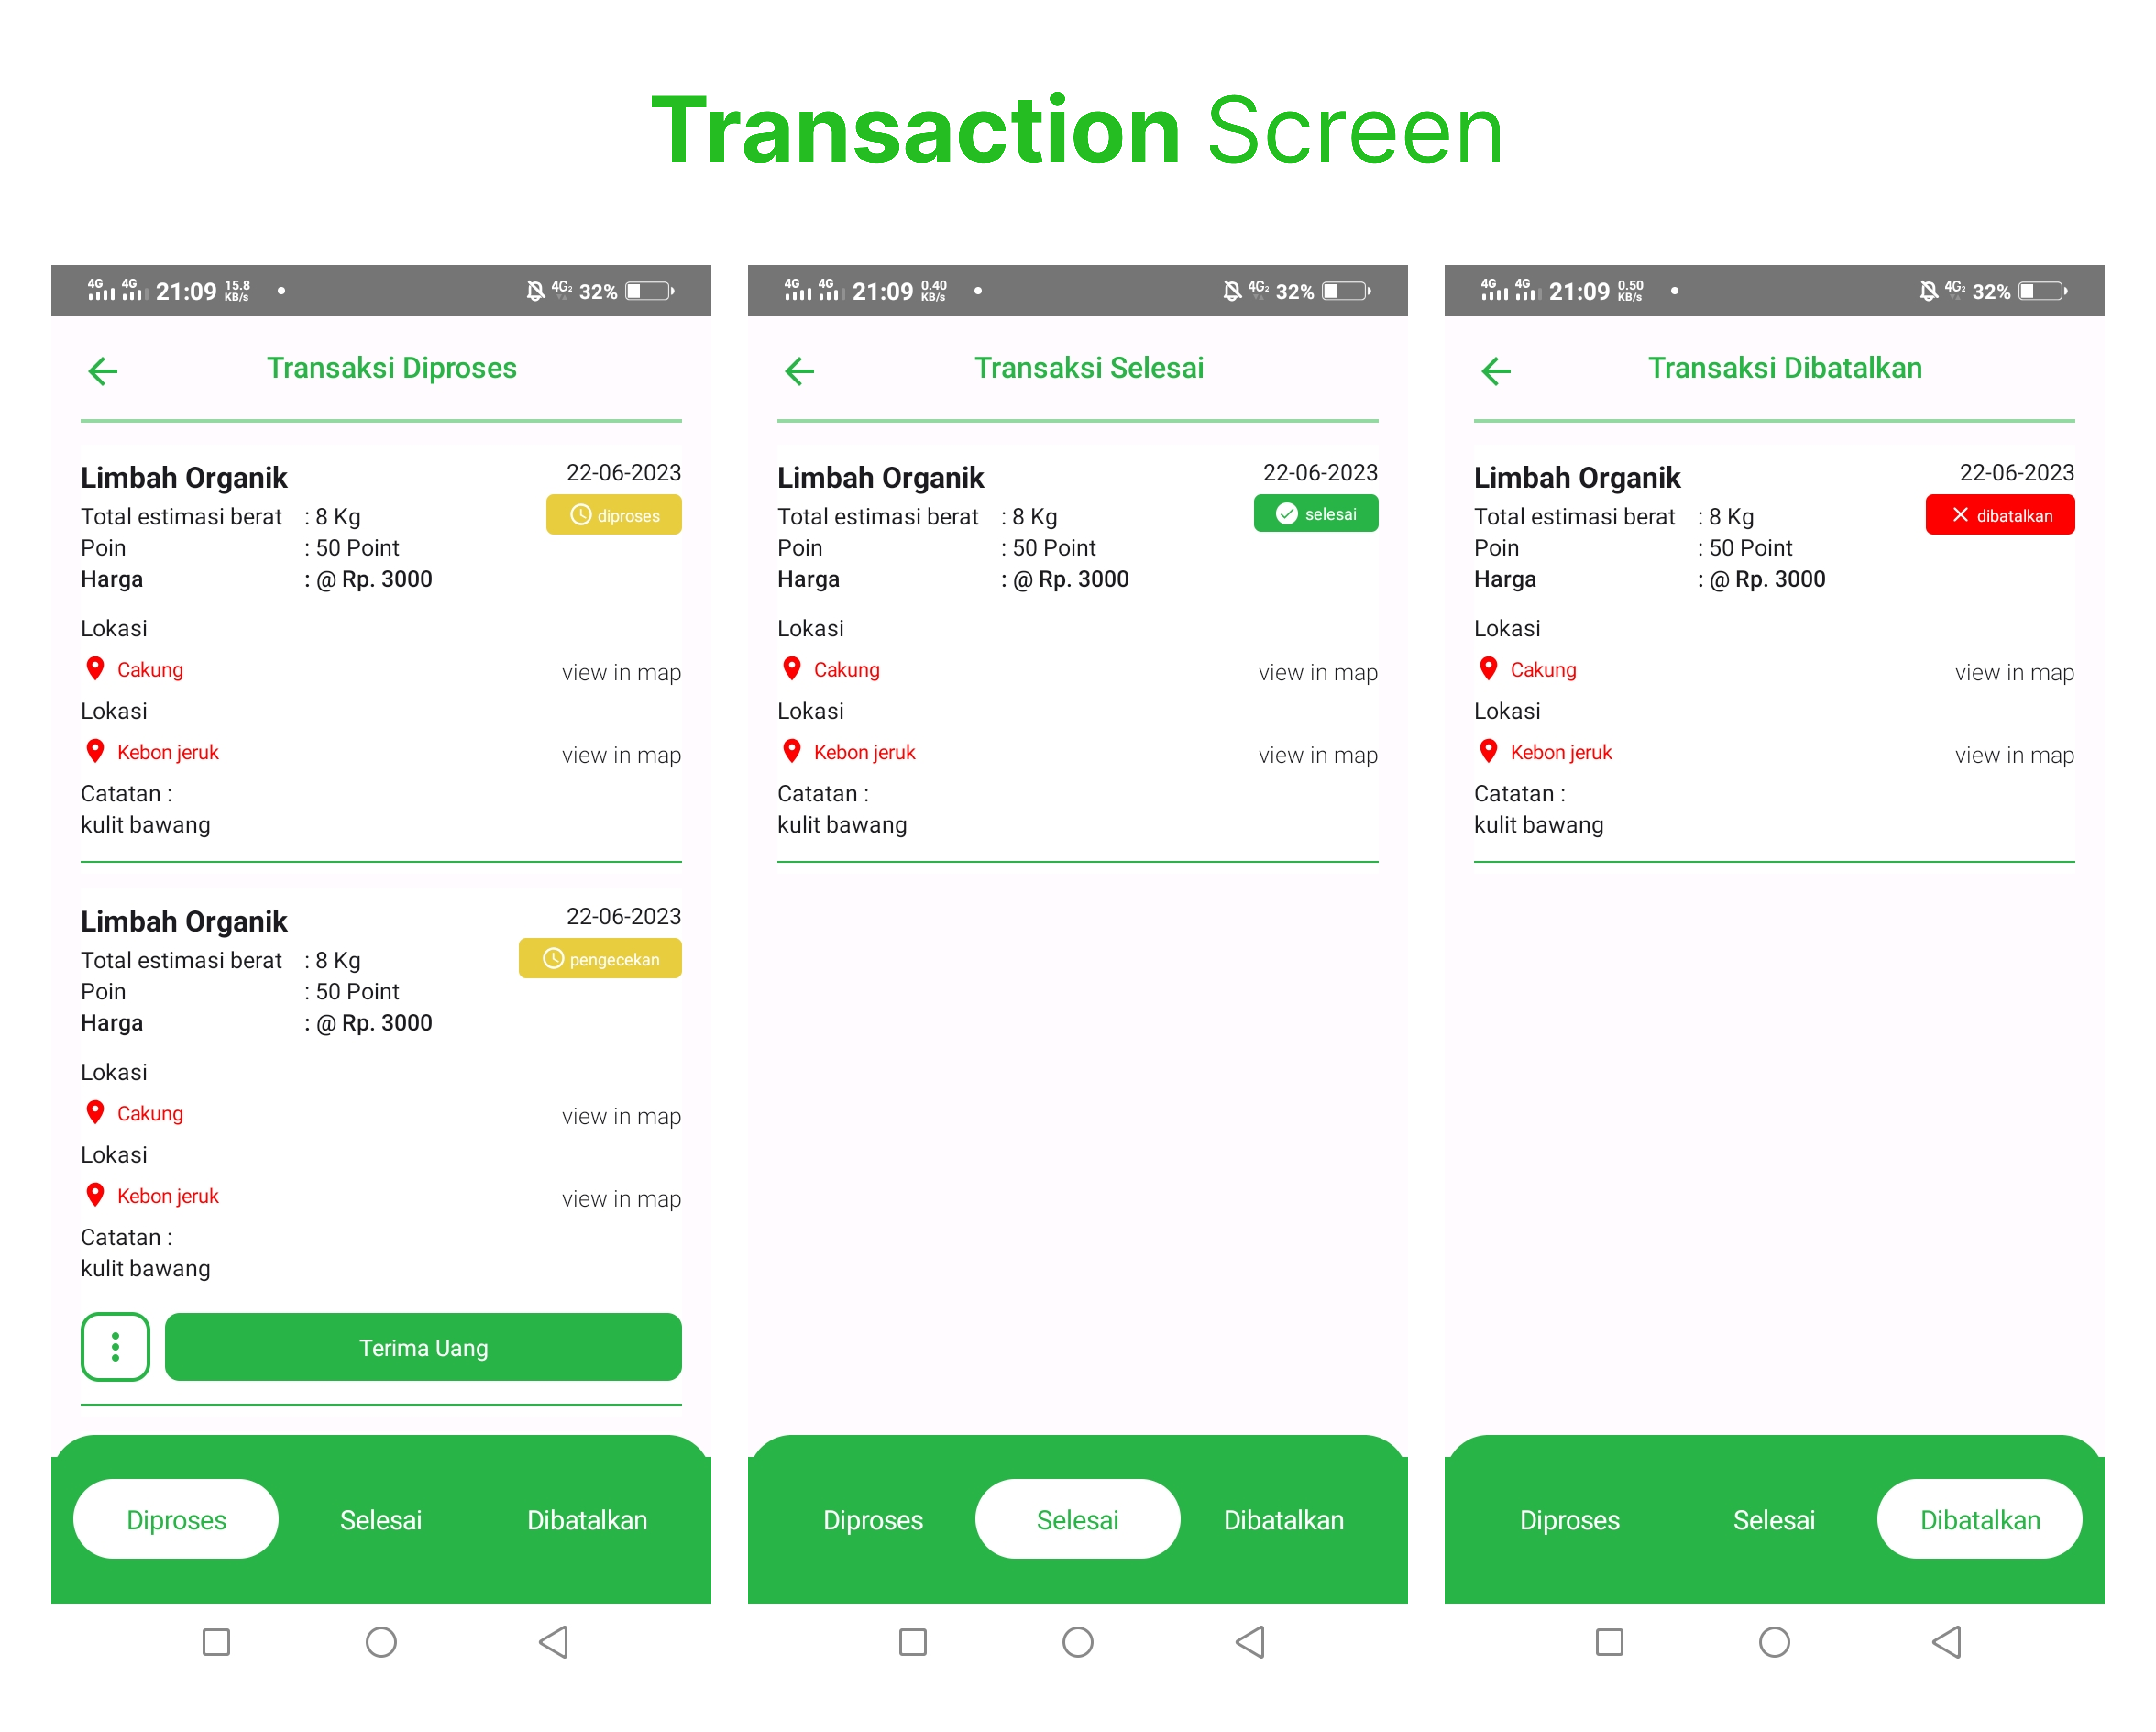 Transaction Screen
4G 4G 21:09 15.8 KB/s 4G2 32%
Transaksi Diproses
Limbah Organik 22-06-2023
Total estimasi berat : 8 Kg diproses
Poin : 50 Point
Harga : @ Rp. 3000
Lokasi
Cakung view in map
Lokasi
Kebon jeruk view in map
Catatan :
kulit bawang
Limbah Organik 22-06-2023
Total estimasi berat : 8 Kg pengecekan
Poin : 50 Point
Harga : @ Rp. 3000
Lokasi
Cakung view in map
Lokasi
Kebon jeruk view in map
Catatan :
kulit bawang
Terima Uang
Diproses Selesai Dibatalkan
4G 4G 21:09 0.40 KB/s 4G2 32%
Transaksi Selesai
Limbah Organik 22-06-2023
Total estimasi berat : 8 Kg selesai
Poin : 50 Point
Harga : @ Rp. 3000
Lokasi
Cakung view in map
Lokasi
Kebon jeruk view in map
Catatan :
kulit bawang
Diproses Selesai Dibatalkan
4G 4G 21:09 0.50 KB/s 4G2 32%
Transaksi Dibatalkan
Limbah Organik 22-06-2023
Total estimasi berat : 8 Kg dibatalkan
Poin : 50 Point
Harga : @ Rp. 3000
Lokasi
Cakung view in map
Lokasi
Kebon jeruk view in map
Catatan :
kulit bawang
Diproses Selesai Dibatalkan